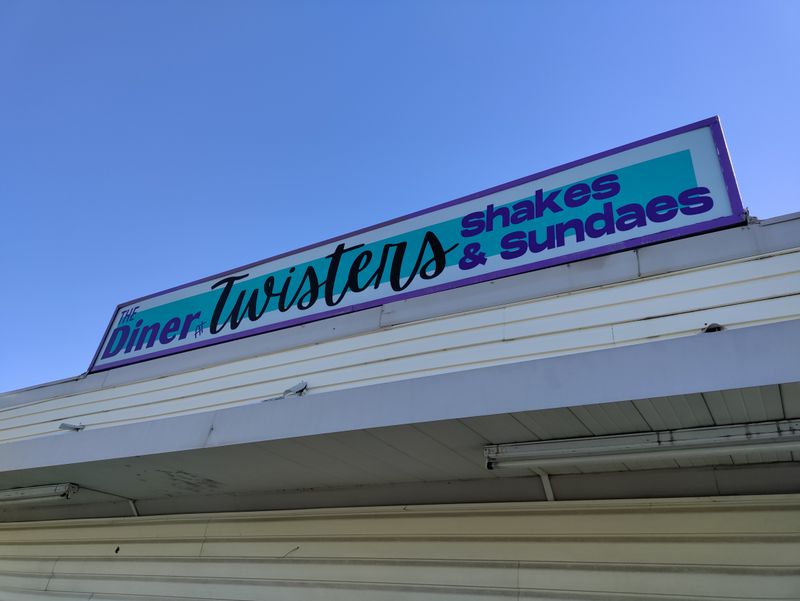 THE
Diner at Twisters
shakes
& sundaes